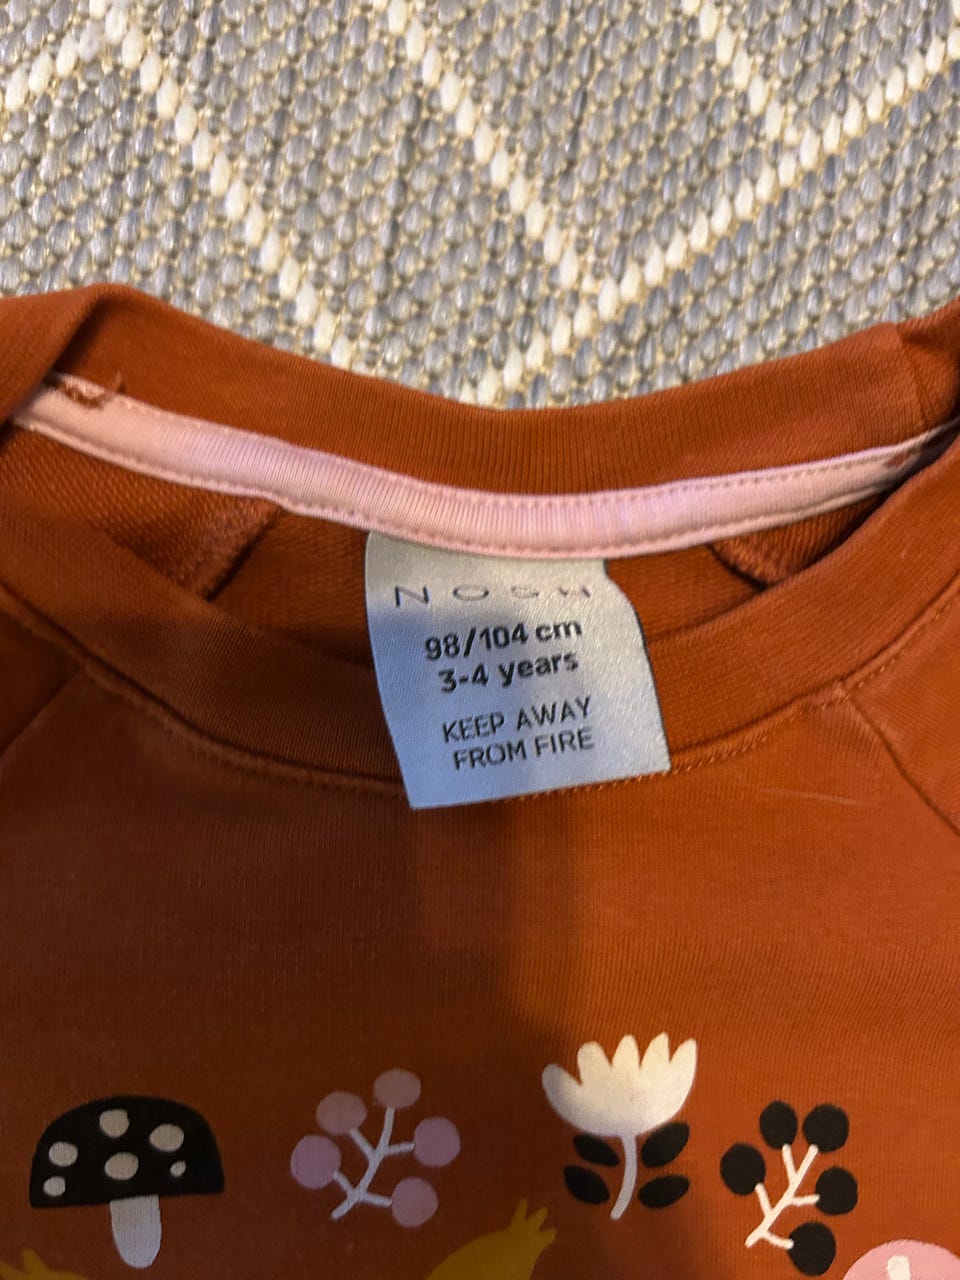 NOSH
98/104 cm
3-4 years
KEEP AWAY
FROM FIRE